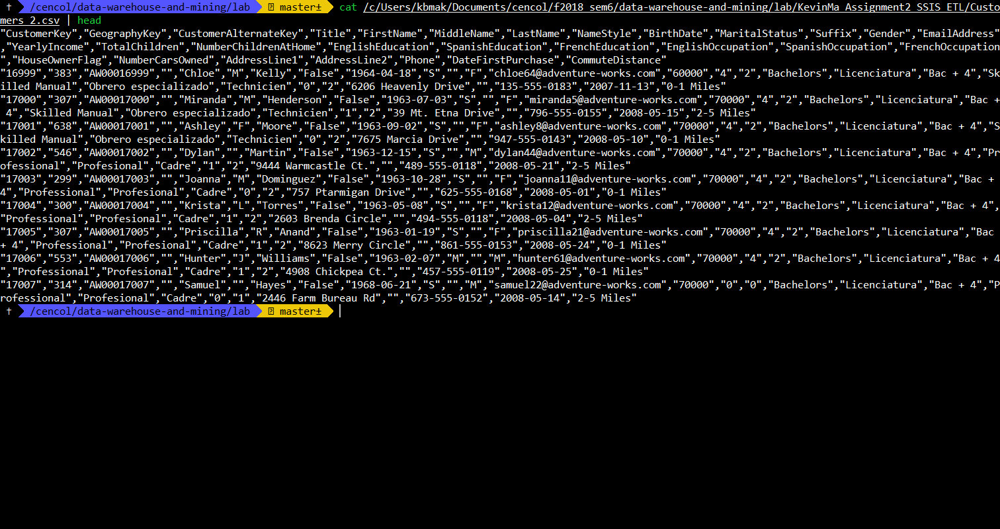 † /cencol/data-warehouse-and-mining/lab master± cat /c/Users/kbmak/Documents/cencol/f2018_sem6/data-warehouse-and-mining/lab/KevinMa_Assignment2_SSIS_ETL/Custo
mers_2.csv | head
"CustomerKey","GeographyKey","CustomerAlternateKey","Title","FirstName","MiddleName","LastName","NameStyle","BirthDate","MaritalStatus","Suffix","Gender","EmailAddress"
,"YearlyIncome","TotalChildren","NumberChildrenAtHome","EnglishEducation","SpanishEducation","FrenchEducation","EnglishOccupation","SpanishOccupation","FrenchOccupation
","HouseOwnerFlag","NumberCarsOwned","AddressLine1","AddressLine2","Phone","DateFirstPurchase","CommuteDistance"
"16999","383","AW00016999","","Chloe","M","Kelly","False","1964-04-18","S","","F","chloe64@adventure-works.com","60000","4","2","Bachelors","Licenciatura","Bac + 4","Sk
illed Manual","Obrero especializado","Technicien","0","2","6206 Heavenly Drive","","135-555-0183","2007-11-13","0-1 Miles"
"17000","307","AW00017000","","Miranda","M","Henderson","False","1963-07-03","S","","F","miranda5@adventure-works.com","70000","4","2","Bachelors","Licenciatura","Bac +
 4","Skilled Manual","Obrero especializado","Technicien","1","2","39 Mt. Etna Drive","","796-555-0155","2008-05-15","2-5 Miles"
"17001","638","AW00017001","","Ashley","F","Moore","False","1963-09-02","S","","F","ashley8@adventure-works.com","70000","4","2","Bachelors","Licenciatura","Bac + 4","S
killed Manual","Obrero especializado","Technicien","0","2","7675 Marcia Drive","","947-555-0143","2008-05-10","0-1 Miles"
"17002","546","AW00017002","","Dylan","","Martin","False","1963-12-15","S","","M","dylan44@adventure-works.com","70000","4","2","Bachelors","Licenciatura","Bac + 4","Pr
ofessional","Profesional","Cadre","1","2","9444 Warmcastle Ct.","","489-555-0118","2008-05-21","2-5 Miles"
"17003","299","AW00017003","","Joanna","M","Dominguez","False","1963-10-28","S","","F","joanna11@adventure-works.com","70000","4","2","Bachelors","Licenciatura","Bac +
4","Professional","Profesional","Cadre","0","2","757 Ptarmigan Drive","","625-555-0168","2008-05-01","0-1 Miles"
"17004","300","AW00017004","","Krista","L","Torres","False","1963-05-08","S","","F","krista12@adventure-works.com","70000","4","2","Bachelors","Licenciatura","Bac + 4",
"Professional","Profesional","Cadre","1","2","2603 Brenda Circle","","494-555-0118","2008-05-04","2-5 Miles"
"17005","307","AW00017005","","Priscilla","R","Anand","False","1963-01-19","S","","F","priscilla21@adventure-works.com","70000","4","2","Bachelors","Licenciatura","Bac
+ 4","Professional","Profesional","Cadre","1","2","8623 Merry Circle","","861-555-0153","2008-05-24","0-1 Miles"
"17006","553","AW00017006","","Hunter","J","Williams","False","1963-02-07","M","","M","hunter61@adventure-works.com","70000","4","2","Bachelors","Licenciatura","Bac + 4
","Professional","Profesional","Cadre","1","2","4908 Chickpea Ct.","","457-555-0119","2008-05-25","0-1 Miles"
"17007","314","AW00017007","","Samuel","","Hayes","False","1968-06-21","S","","M","samuel22@adventure-works.com","70000","0","0","Bachelors","Licenciatura","Bac + 4","P
rofessional","Profesional","Cadre","0","1","2446 Farm Bureau Rd","","673-555-0152","2008-05-14","2-5 Miles"
† /cencol/data-warehouse-and-mining/lab master±